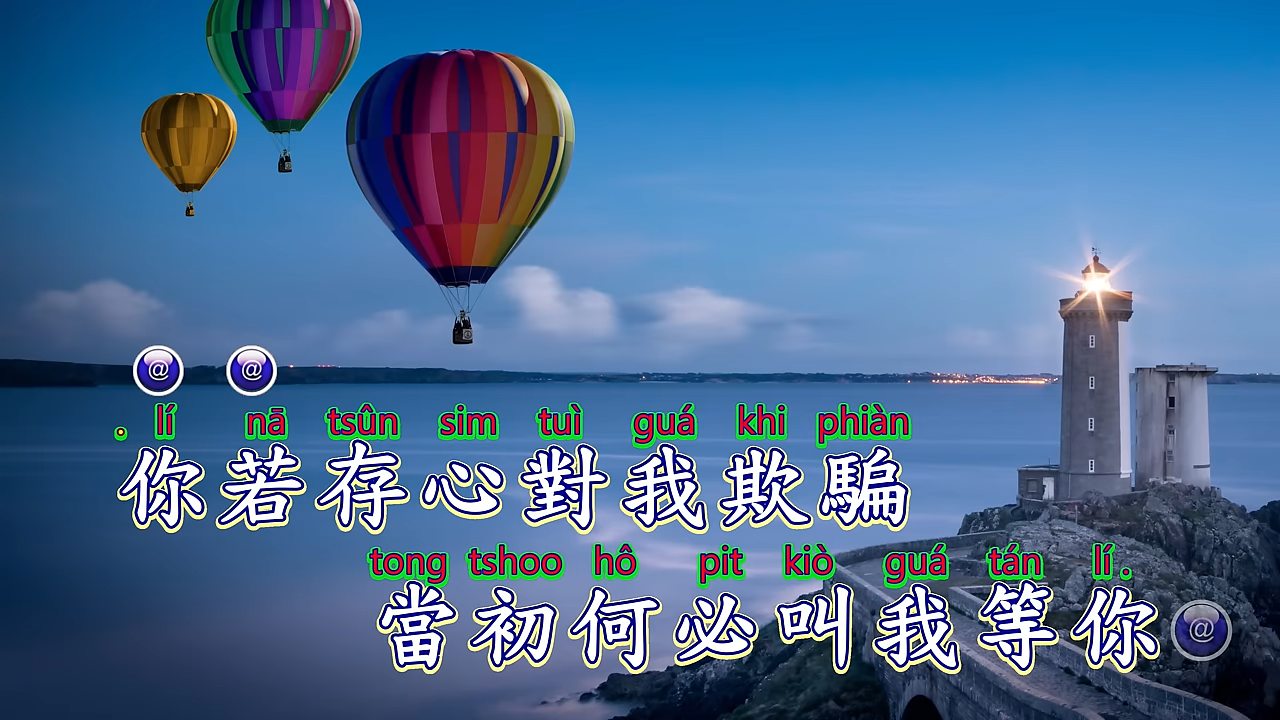 @ @
. lí nā tsûn sim tuì guá khi phiàn
你若存心對我欺騙
tong tshoo hô pit kiò guá tán lí .
當初何必叫我等你 @